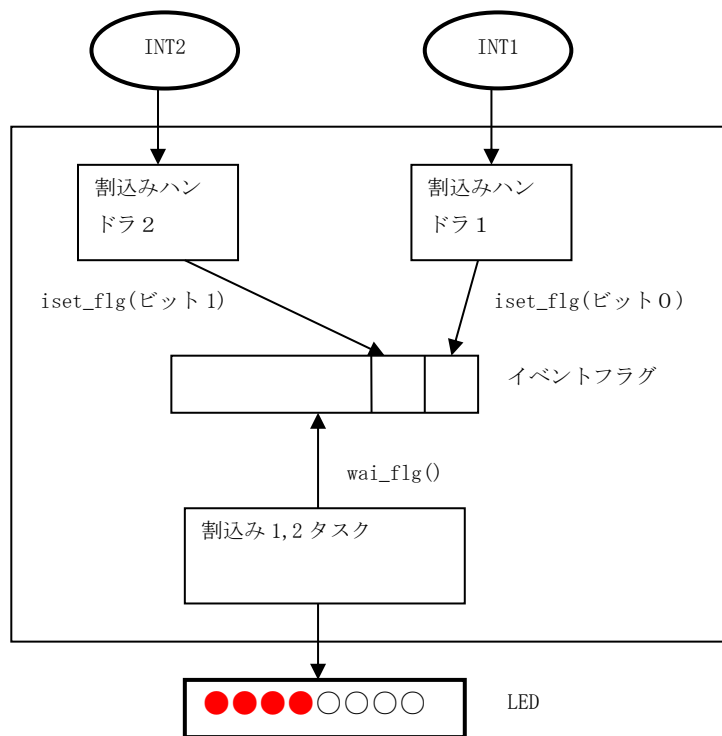 INT2
INT1
割込みハン
ドラ２
割込みハン
ドラ１
iset_flg(ビット1)
iset_flg(ビット０)
イベントフラグ
wai_flg()
割込み1,2タスク
LED